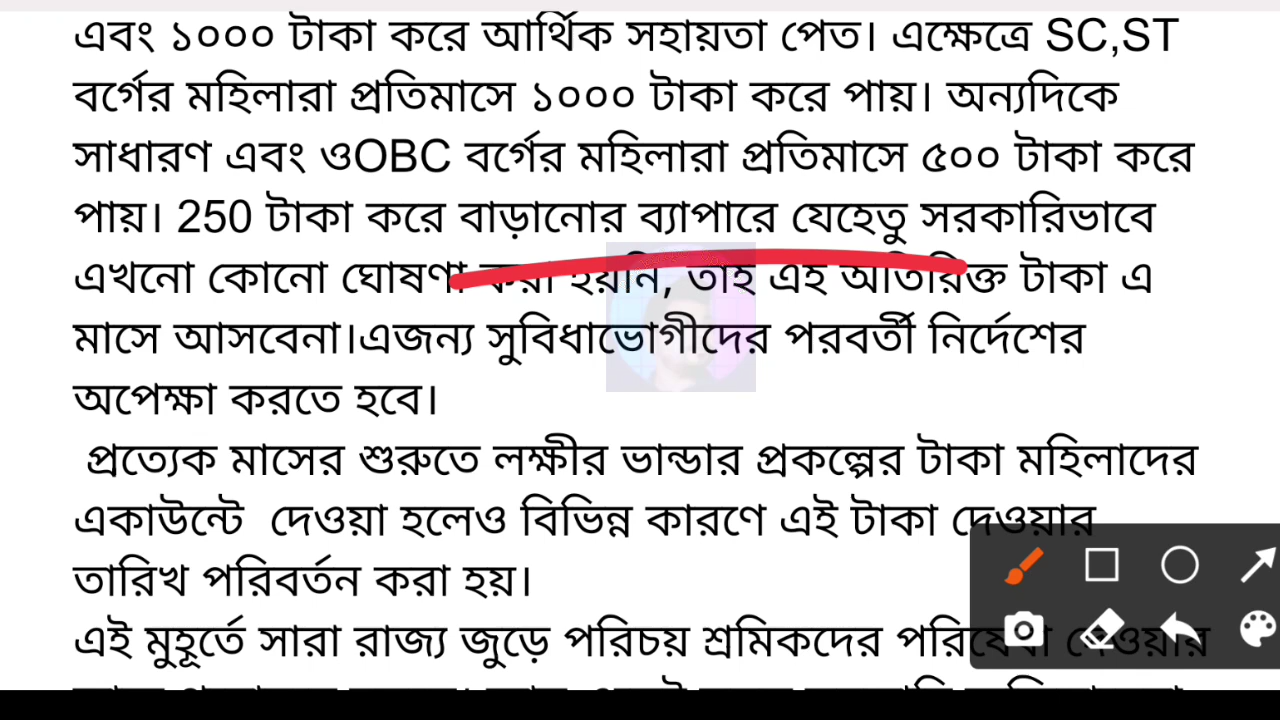 এবং ১০০০ টাকা করে আর্থিক সহায়তা পেত। এক্ষেত্রে SC,ST
বর্গের মহিলারা প্রতিমাসে ১০০০ টাকা করে পায়। অন্যদিকে
সাধারণ এবং ওOBC বর্গের মহিলারা প্রতিমাসে ৫০০ টাকা করে
পায়। 250 টাকা করে বাড়ানোর ব্যাপারে যেহেতু সরকারিভাবে
এখনো কোনো ঘোষণা করা হয়নি, তাই এই অতিরিক্ত টাকা এ
মাসে আসবেনা।এজন্য সুবিধাভোগীদের পরবর্তী নির্দেশের
অপেক্ষা করতে হবে।
প্রত্যেক মাসের শুরুতে লক্ষীর ভান্ডার প্রকল্পের টাকা মহিলাদের
একাউন্টে দেওয়া হলেও বিভিন্ন কারণে এই টাকা দেওয়ার
তারিখ পরিবর্তন করা হয়।
এই মুহূর্তে সারা রাজ্য জুড়ে পরিচয় শ্রমিকদের পরিষেবা দেওয়ার